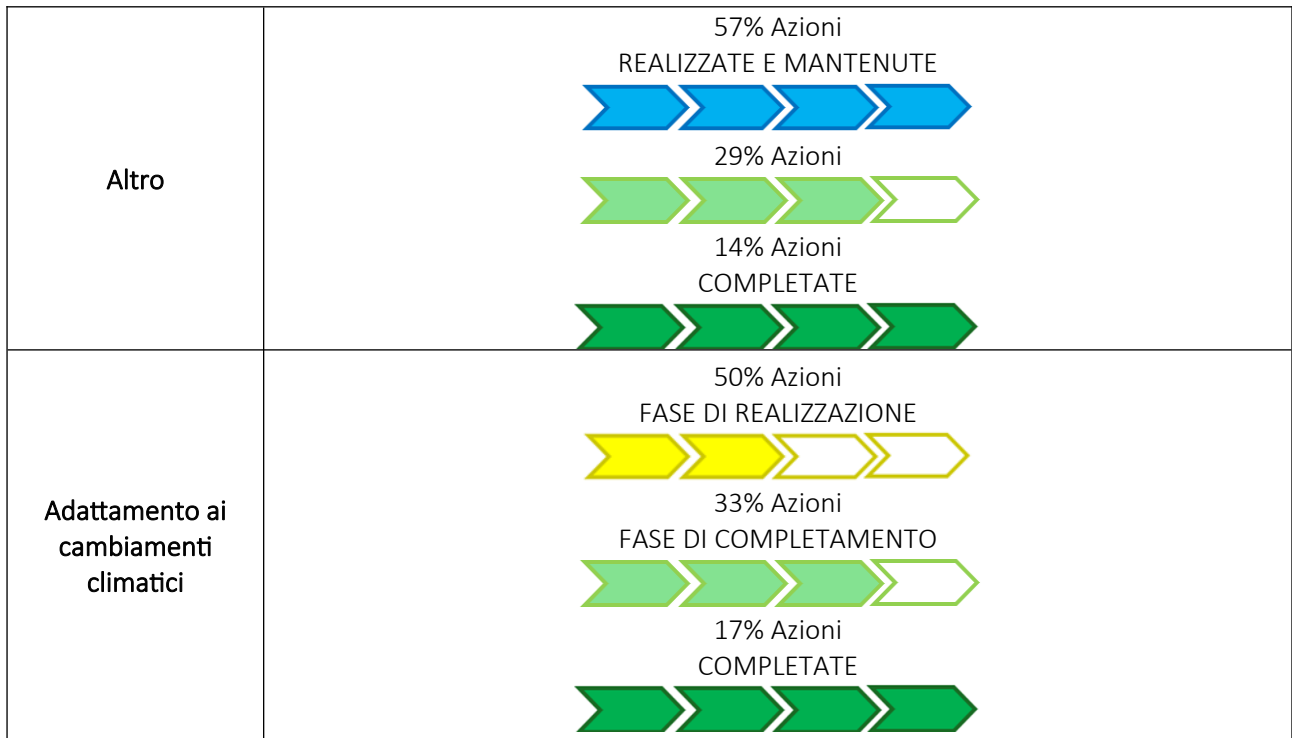 57% Azioni
REALIZZATE E MANTENUTE
29% Azioni
Altro
14% Azioni
COMPLETATE
50% Azioni
FASE DI REALIZZAZIONE
33% Azioni
FASE DI COMPLETAMENTO
Adattamento ai
cambiamenti
climatici
17% Azioni
COMPLETATE